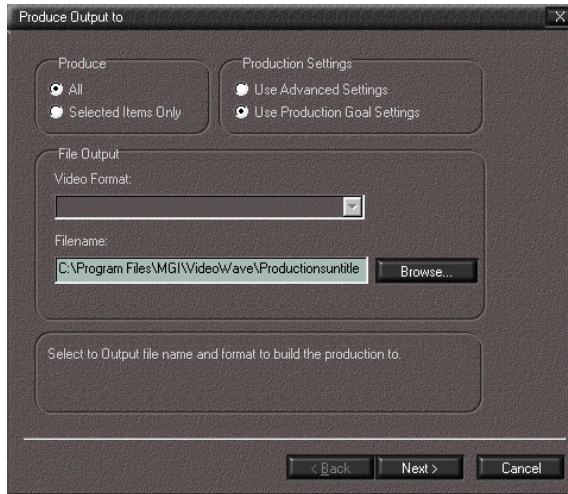 Produce Output to
Produce
All
Selected Items Only
Production Settings
Use Advanced Settings
Use Production Goal Settings
File Output
Video Format:
Filename:
C:\Program Files\MGI\VideoWave\Productionsuntitle
Browse...
Select to Output file name and format to build the production to.
< Back
Next >
Cancel